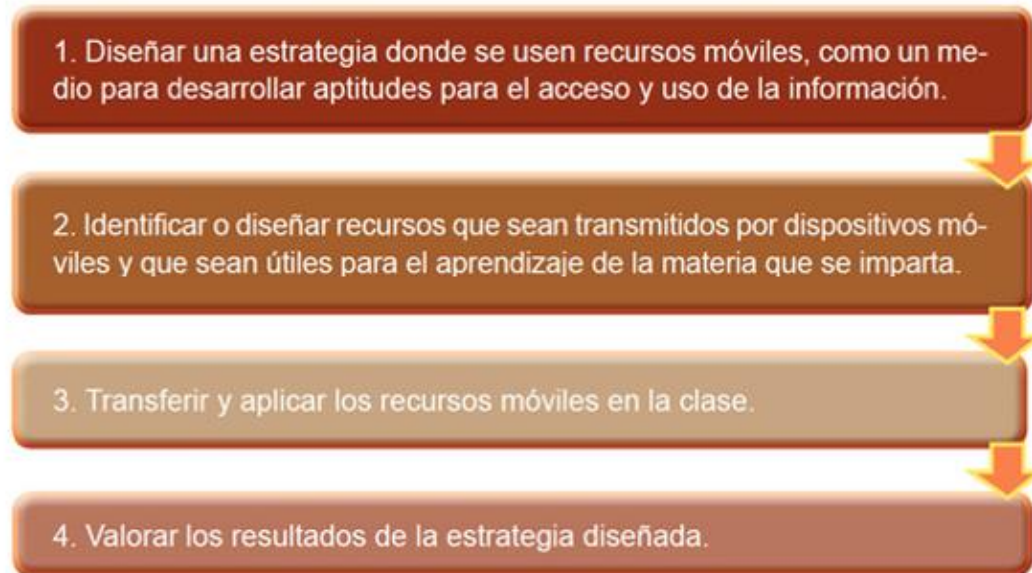 1. Diseñar una estrategia donde se usen recursos móviles, como un me-
dio para desarrollar aptitudes para el acceso y uso de la información.
2. Identificar o diseñar recursos que sean transmitidos por dispositivos mó-
viles y que sean útiles para el aprendizaje de la materia que se imparta.
3. Transferir y aplicar los recursos móviles en la clase.
4. Valorar los resultados de la estrategia diseñada.